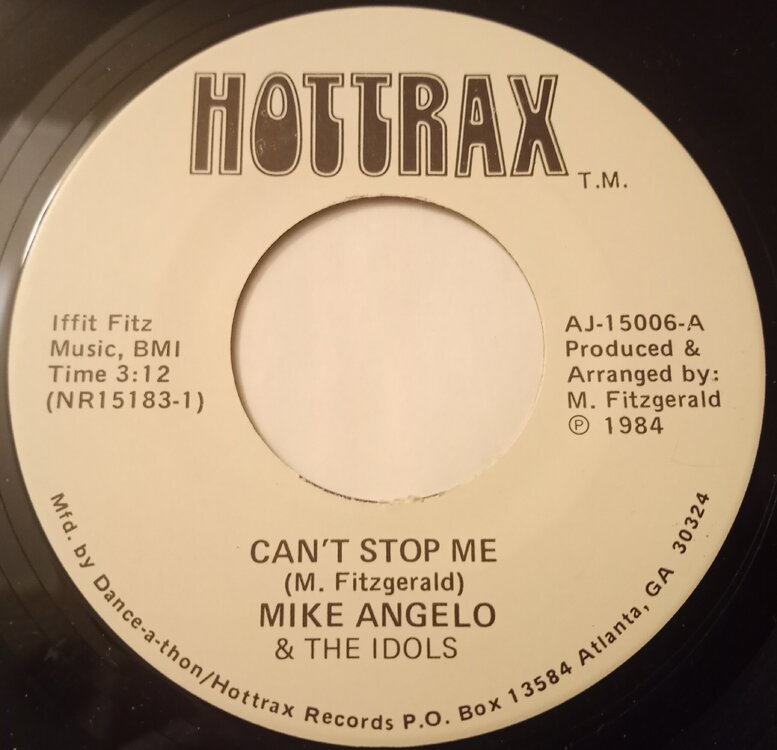 HOTTRAX
T.M.
Iffit Fitz
Music, BMI
Time 3:12
(NR15183-1)
AJ-15006-A
Produced &
Arranged by:
M. Fitzgerald
℗ 1984
CAN'T STOP ME
(M. Fitzgerald)
MIKE ANGELO
& THE IDOLS
Mfd. by Dance-a-thon/Hottrax Records P.O. Box 13584 Atlanta, GA 30324